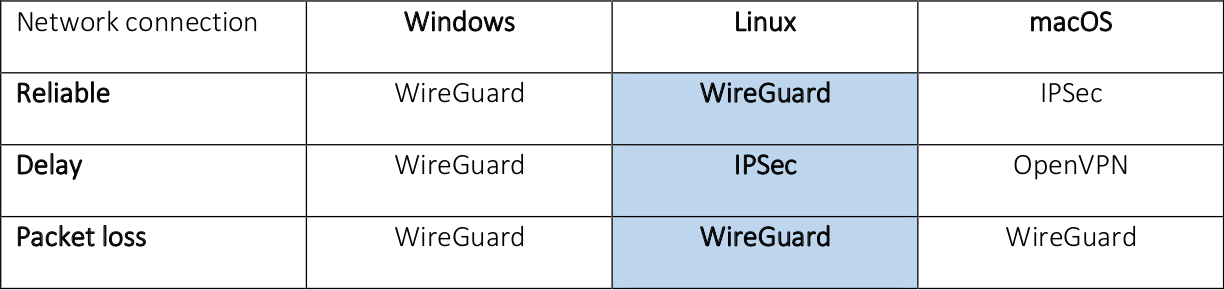 Network connection Windows Linux macOS
Reliable WireGuard WireGuard IPSec
Delay WireGuard IPSec OpenVPN
Packet loss WireGuard WireGuard WireGuard